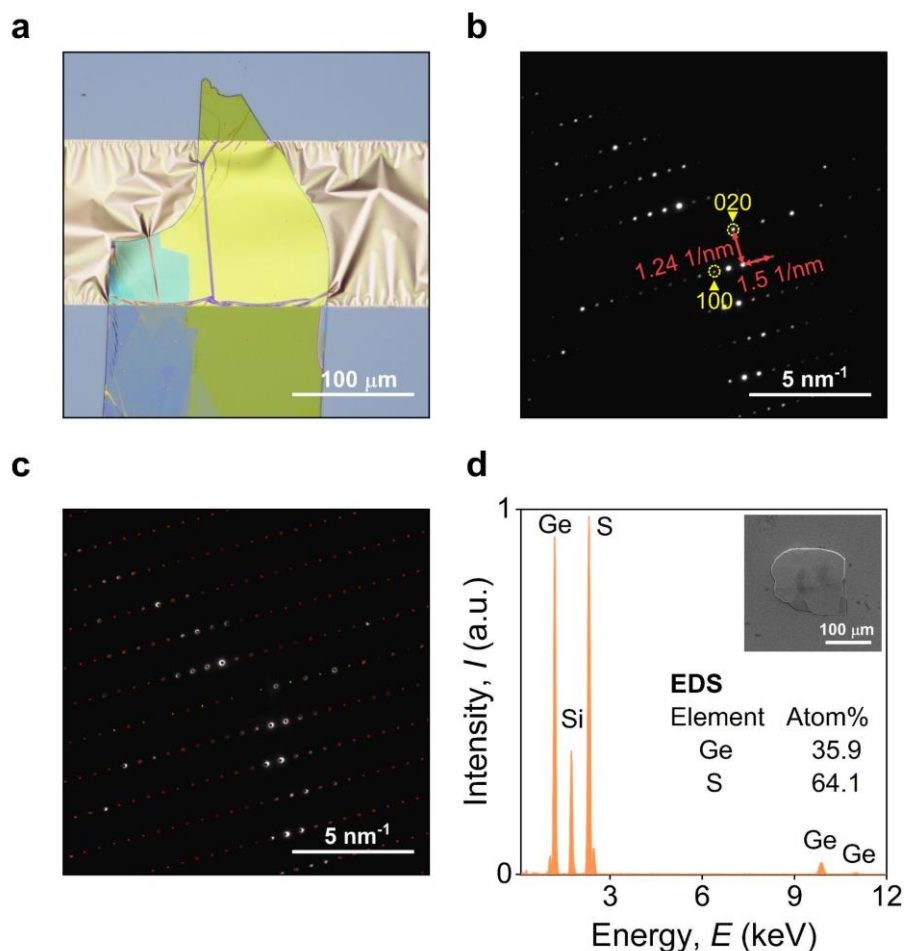 a
100 μm
b
020
1.24 1/nm
1.5 1/nm
100
5 nm⁻¹
c
5 nm⁻¹
d
1
Ge
S
Si
100 μm
EDS
Element Atom%
Ge 35.9
S 64.1
Ge
Ge
0
3
6
9
12
Intensity, I (a.u.)
Energy, E (keV)